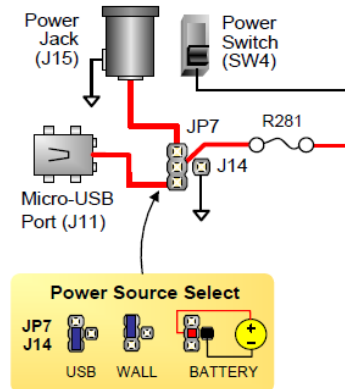 Power
Jack
(J15)
Power
Switch
(SW4)
JP7
R281
J14
Micro-USB
Port (J11)
Power Source Select
JP7
J14
+
−
USB
WALL
BATTERY